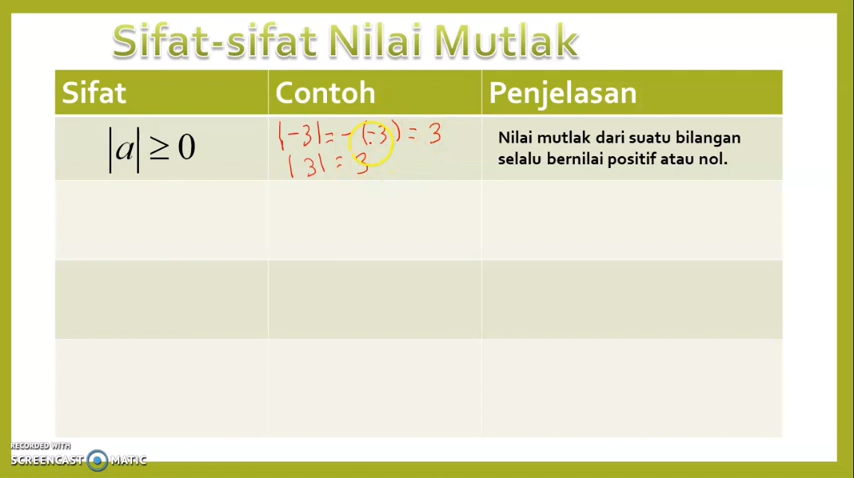 Sifat-sifat Nilai Mutlak
Sifat
Contoh
Penjelasan
|a| ≥ 0
|-3| = -(-3) = 3
|3| = 3
Nilai mutlak dari suatu bilangan
selalu bernilai positif atau nol.
RECORDED WITH
SCREENCAST MATIC